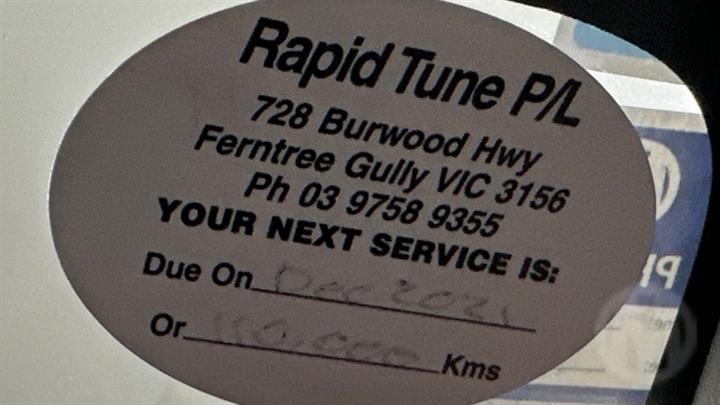 Rapid Tune P/L
728 Burwood Hwy
Ferntree Gully VIC 3156
Ph 03 9758 9355
YOUR NEXT SERVICE IS:
Due On Dec 2021
Or 110,000 Kms